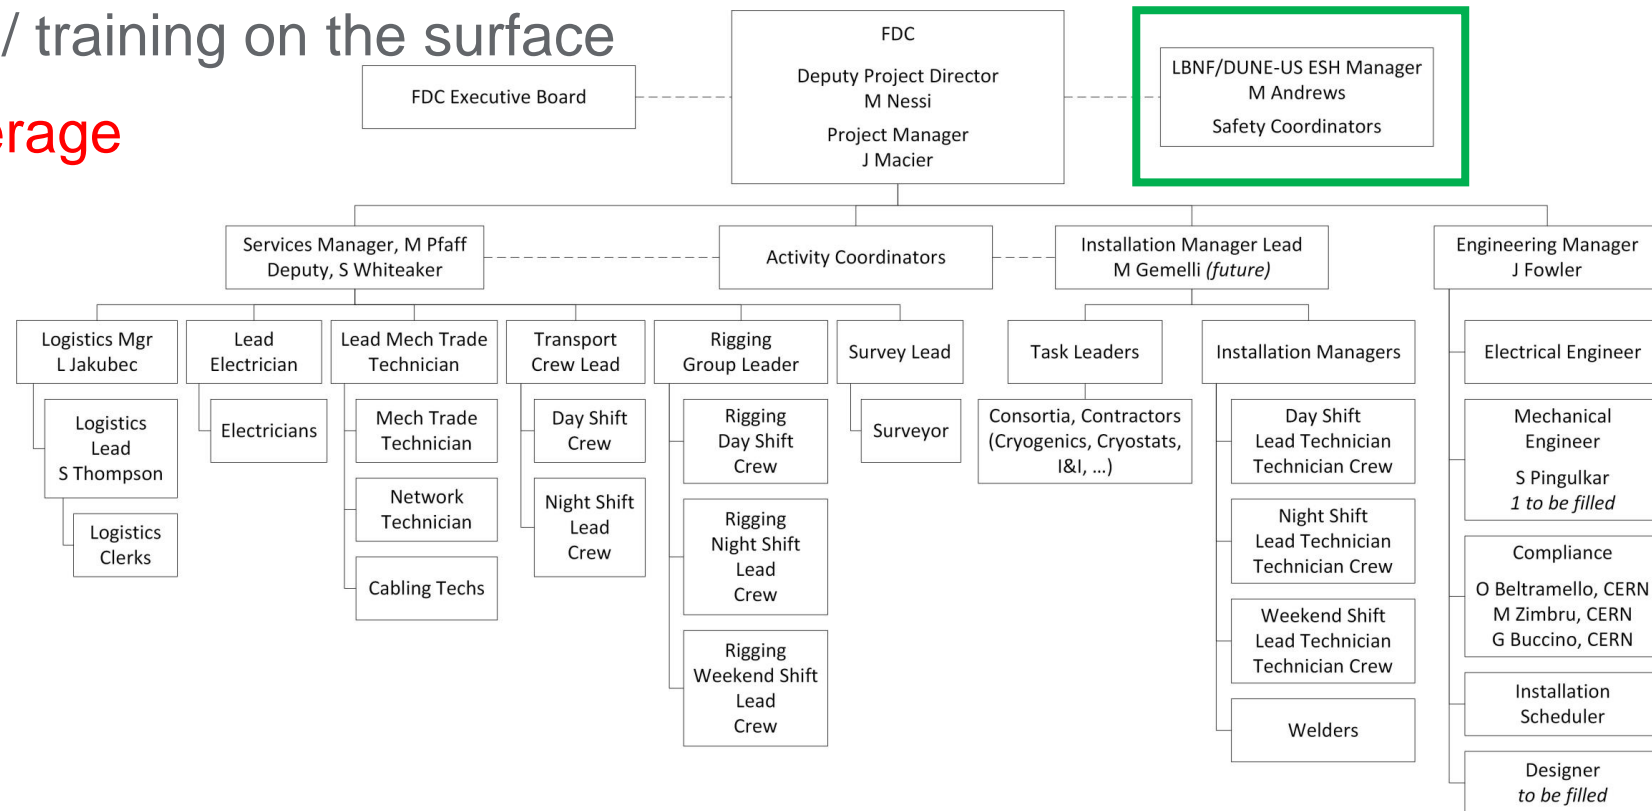 / training on the surface
erage
FDC Executive Board
FDC
Deputy Project Director
M Nessi
Project Manager
J Macier
LBNF/DUNE-US ESH Manager
M Andrews
Safety Coordinators
Services Manager, M Pfaff
Deputy, S Whiteaker
Activity Coordinators
Installation Manager Lead
M Gemelli (future)
Engineering Manager
J Fowler
Logistics Mgr
L Jakubec
Logistics
Lead
S Thompson
Logistics
Clerks
Lead
Electrician
Electricians
Lead Mech Trade
Technician
Mech Trade
Technician
Network
Technician
Cabling Techs
Transport
Crew Lead
Day Shift
Crew
Night Shift
Lead
Crew
Rigging
Group Leader
Rigging
Day Shift
Crew
Rigging
Night Shift
Lead
Crew
Rigging
Weekend Shift
Lead
Crew
Survey Lead
Surveyor
Task Leaders
Consortia, Contractors
(Cryogenics, Cryostats,
I&I, ...)
Installation Managers
Day Shift
Lead Technician
Technician Crew
Night Shift
Lead Technician
Technician Crew
Weekend Shift
Lead Technician
Technician Crew
Welders
Electrical Engineer
Mechanical
Engineer
S Pingulkar
1 to be filled
Compliance
O Beltramello, CERN
M Zimbru, CERN
G Buccino, CERN
Installation
Scheduler
Designer
to be filled